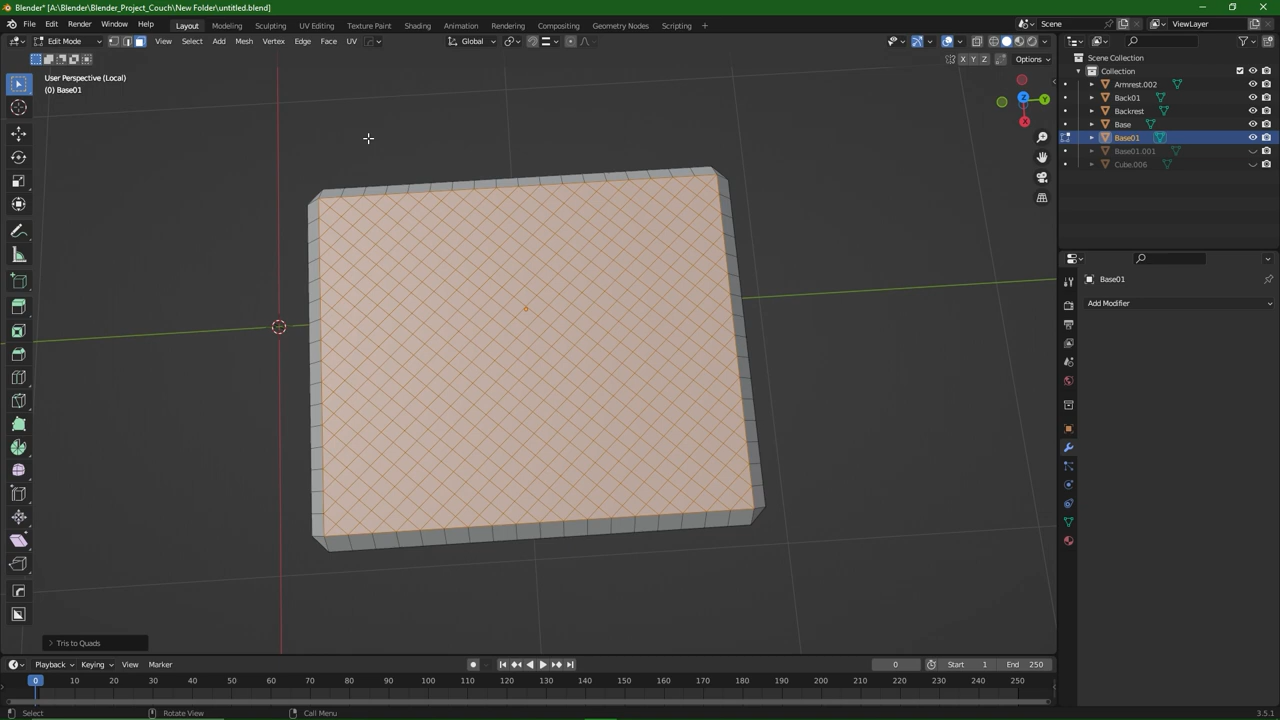 Blender* [A:\Blender\Blender_Project_Couch\New Folder\untitled.blend]
File Edit Render Window Help Layout Modeling Sculpting UV Editing Texture Paint Shading Animation Rendering Compositing Geometry Nodes Scripting + Scene ViewLayer
Edit Mode View Select Add Mesh Vertex Edge Face UV Global
X Y Z Options
User Perspective (Local)
(0) Base01
Z
Y
X
Scene Collection
Collection
Armrest.002
Back01
Backrest
Base
Base01
Base01.001
Cube.006
Base01
Add Modifier
Tris to Quads
Playback Keying View Marker 0 Start 1 End 250
0 10 20 30 40 50 60 70 80 90 100 110 120 130 140 150 160 170 180 190 200 210 220 230 240 250
Select Rotate View Call Menu 3.5.1